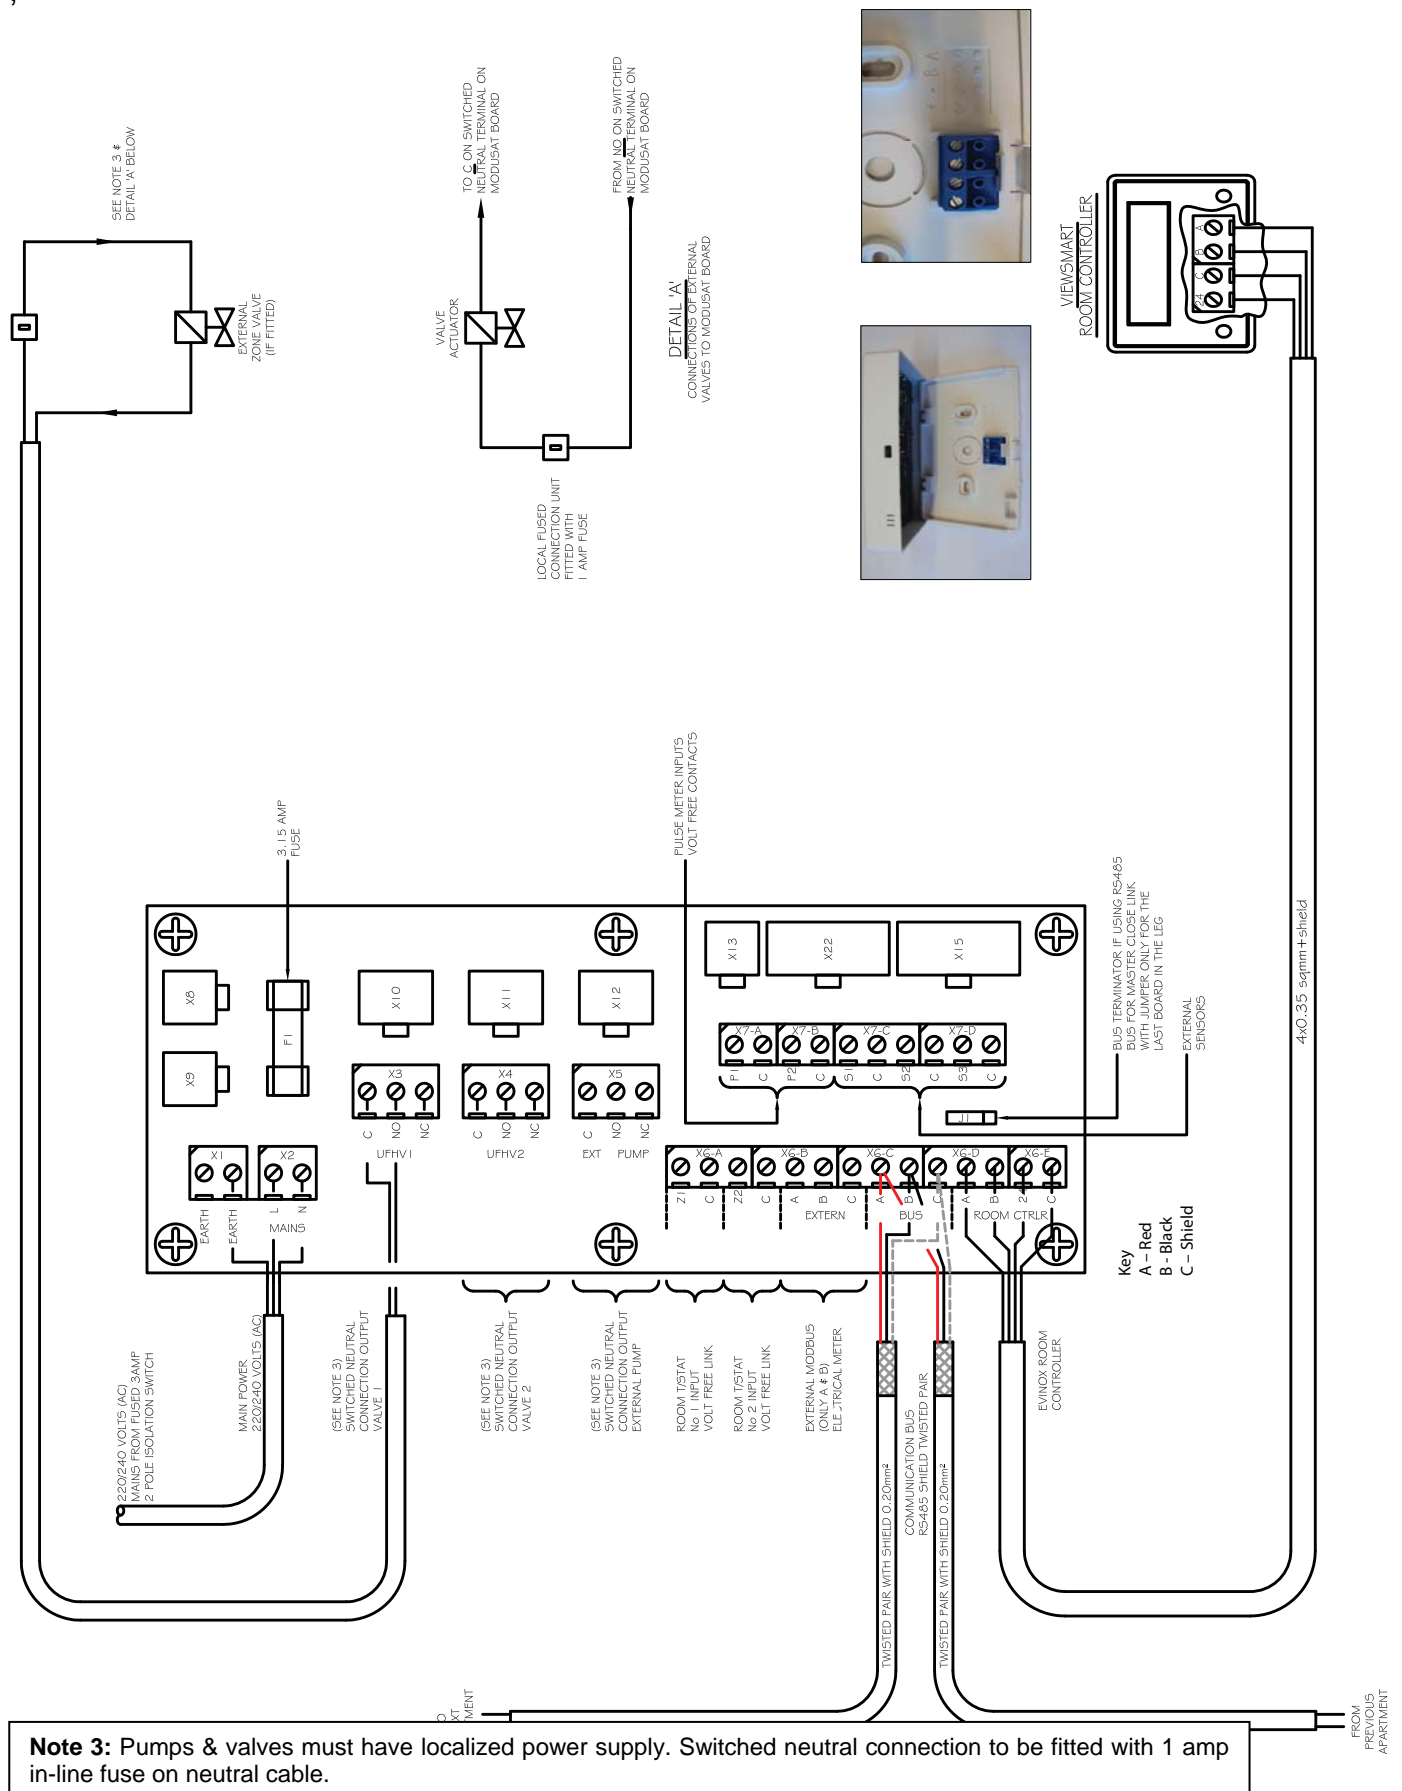 SEE NOTE 3 &
DETAIL 'A' BELOW
EXTERNAL
ZONE VALVE
(IF FITTED)
TO C ON SWITCHED
NEUTRAL TERMINAL ON
MODUSAT BOARD
FROM NO ON SWITCHED
NEUTRAL TERMINAL ON
MODUSAT BOARD
VALVE
ACTUATOR
LOCAL FUSED
CONNECTION UNIT
FITTED WITH
1 AMP FUSE
DETAIL 'A'
CONNECTIONS OF EXTERNAL
VALVES TO MODUSAT BOARD
B A
VIEWSMART
ROOM CONTROLLER
24
C
B
A
4x0.35 sqmm+shield
3.15 AMP
FUSE
PULSE METER INPUTS
VOLT FREE CONTACTS
BUS TERMINATOR IF USING RS485
BUS FOR MASTER CLOSE LINK
WITH JUMPER ONLY FOR THE
LAST BOARD IN THE LEG
EXTERNAL
SENSORS
X8
X9
F1
X10
X11
X12
X13
X22
X15
X1
EARTH
EARTH
X2
L
N
MAINS
X3
C
NO
NC
UFHV1
X4
C
NO
NC
UFHV2
X5
C
NO
NC
EXT PUMP
X7-A
X7-B
X7-C
X7-D
P1
C
P2
C
S1
C
S2
C
S3
C
J1
X6-A
X6-B
X6-C
X6-D
X6-E
Z1
C
Z2
C
A
B
C
A
B
C
A
B
24
C
EXTERN
BUS
ROOM CTRLR
Key
A – Red
B - Black
C – Shield
220/240 VOLTS (AC)
MAINS FROM FUSED 3AMP
2 POLE ISOLATION SWITCH
MAIN POWER
220/240 VOLTS (AC)
(SEE NOTE 3)
SWITCHED NEUTRAL
CONNECTION OUTPUT
VALVE 1
(SEE NOTE 3)
SWITCHED NEUTRAL
CONNECTION OUTPUT
VALVE 2
(SEE NOTE 3)
SWITCHED NEUTRAL
CONNECTION OUTPUT
EXTERNAL PUMP
ROOM T/STAT
No 1 INPUT
VOLT FREE LINK
ROOM T/STAT
No 2 INPUT
VOLT FREE LINK
EXTERNAL MODBUS
(ONLY A & B)
METER
TWISTED PAIR WITH SHIELD 0.20mm²
COMMUNICATION BUS
RS485 SHIELD TWISTED PAIR
TWISTED PAIR WITH SHIELD 0.20mm²
EVINOX ROOM
CONTROLLER
FROM
PREVIOUS
APARTMENT
Note 3: Pumps & valves must have localized power supply. Switched neutral connection to be fitted with 1 amp
in-line fuse on neutral cable.